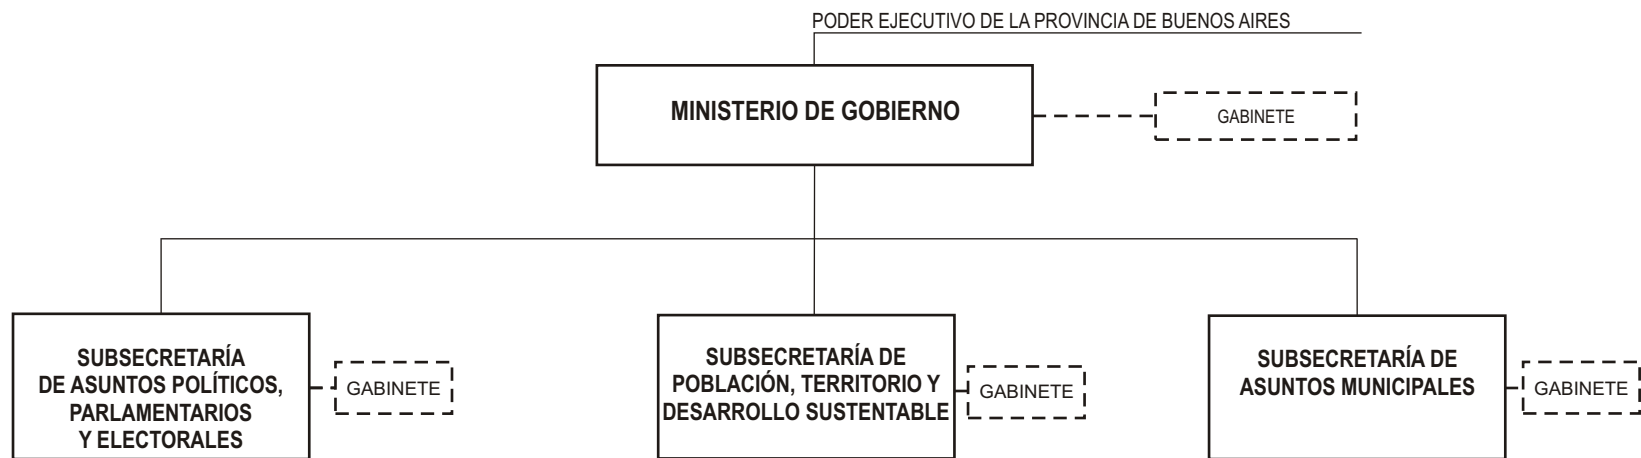 PODER EJECUTIVO DE LA PROVINCIA DE BUENOS AIRES
MINISTERIO DE GOBIERNO
GABINETE
SUBSECRETARÍA
DE ASUNTOS POLÍTICOS,
PARLAMENTARIOS
Y ELECTORALES
GABINETE
SUBSECRETARÍA DE
POBLACIÓN, TERRITORIO Y
DESARROLLO SUSTENTABLE
GABINETE
SUBSECRETARÍA DE
ASUNTOS MUNICIPALES
GABINETE